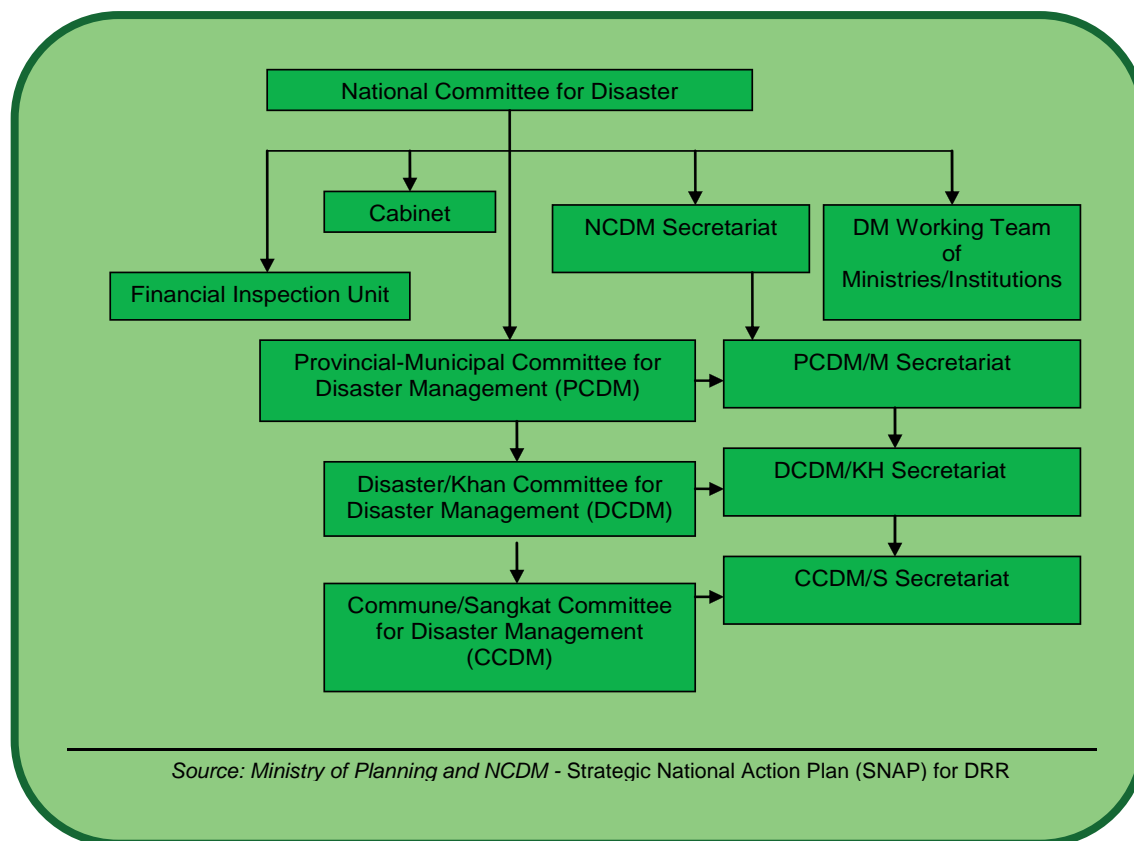 National Committee for Disaster
Cabinet
NCDM Secretariat
DM Working Team
of
Ministries/Institutions
Financial Inspection Unit
Provincial-Municipal Committee for
Disaster Management (PCDM)
PCDM/M Secretariat
Disaster/Khan Committee for
Disaster Management (DCDM)
DCDM/KH Secretariat
Commune/Sangkat Committee
for Disaster Management
(CCDM)
CCDM/S Secretariat
Source: Ministry of Planning and NCDM - Strategic National Action Plan (SNAP) for DRR